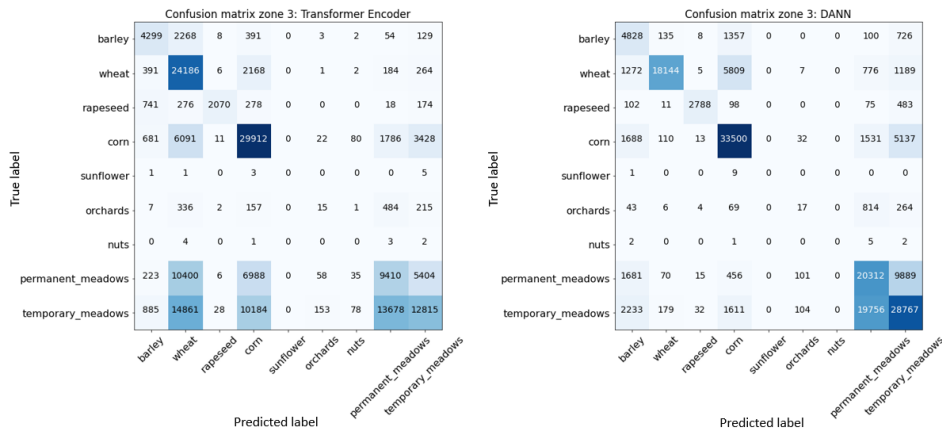 Confusion matrix zone 3: Transformer Encoder
barley 4299 2268 8 391 0 3 2 54 129
wheat 391 24186 6 2168 0 1 2 184 264
rapeseed 741 276 2070 278 0 0 0 18 174
corn 681 6091 11 29912 0 22 80 1786 3428
sunflower 1 1 0 3 0 0 0 0 5
orchards 7 336 2 157 0 15 1 484 215
nuts 0 4 0 1 0 0 0 3 2
permanent_meadows 223 10400 6 6988 0 58 35 9410 5404
temporary_meadows 885 14861 28 10184 0 153 78 13678 12815
True label
barley wheat rapeseed corn sunflower orchards nuts permanent_meadows temporary_meadows
Predicted label
Confusion matrix zone 3: DANN
barley 4828 135 8 1357 0 0 0 100 726
wheat 1272 18144 5 5809 0 7 0 776 1189
rapeseed 102 11 2788 98 0 0 0 75 483
corn 1688 110 13 33500 0 32 0 1531 5137
sunflower 1 0 0 9 0 0 0 0 0
orchards 43 6 4 69 0 17 0 814 264
nuts 2 0 0 1 0 0 0 5 2
permanent_meadows 1681 70 15 456 0 101 0 20312 9889
temporary_meadows 2233 179 32 1611 0 104 0 19756 28767
True label
barley wheat rapeseed corn sunflower orchards nuts permanent_meadows temporary_meadows
Predicted label